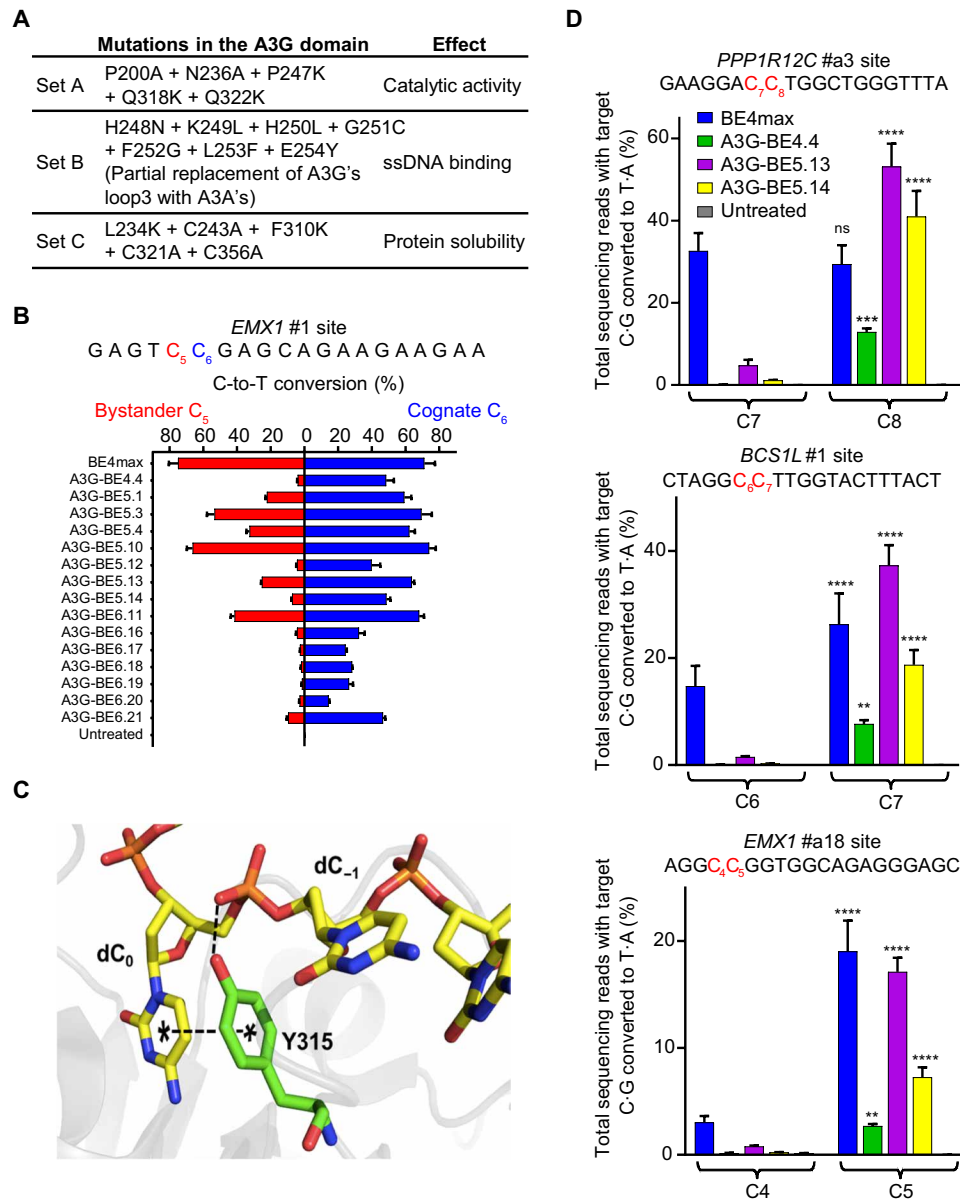 A
Mutations in the A3G domain Effect
Set A P200A + N236A + P247K + Q318K + Q322K Catalytic activity
Set B H248N + K249L + H250L + G251C + F252G + L253F + E254Y (Partial replacement of A3G's loop3 with A3A's) ssDNA binding
Set C L234K + C243A + F310K + C321A + C356A Protein solubility
B
EMX1 #1 site
G A G T C5 C6 G A G C A G A A G A A G A A
C-to-T conversion (%)
Bystander C5 Cognate C6
80 60 40 20 0 20 40 60 80
BE4max
A3G-BE4.4
A3G-BE5.1
A3G-BE5.3
A3G-BE5.4
A3G-BE5.10
A3G-BE5.12
A3G-BE5.13
A3G-BE5.14
A3G-BE6.11
A3G-BE6.16
A3G-BE6.17
A3G-BE6.18
A3G-BE6.19
A3G-BE6.20
A3G-BE6.21
Untreated
C
dC–1
dC0
Y315
* *
D
PPP1R12C #a3 site
GAAGGAC7C8TGGCTGGGTTTA
Total sequencing reads with target
C·G converted to T·A (%)
60
40
20
0
BE4max
A3G-BE4.4
A3G-BE5.13
A3G-BE5.14
Untreated
ns *** **** ****
C7 C8
BCS1L #1 site
CTAGGC6C7TTGGTACTTTACT
Total sequencing reads with target
C·G converted to T·A (%)
40
20
0
**** ** **** ****
C6 C7
EMX1 #a18 site
AGGC4C5GGTGGCAGAGGGAGC
Total sequencing reads with target
C·G converted to T·A (%)
20
10
0
**** ** **** ****
C4 C5